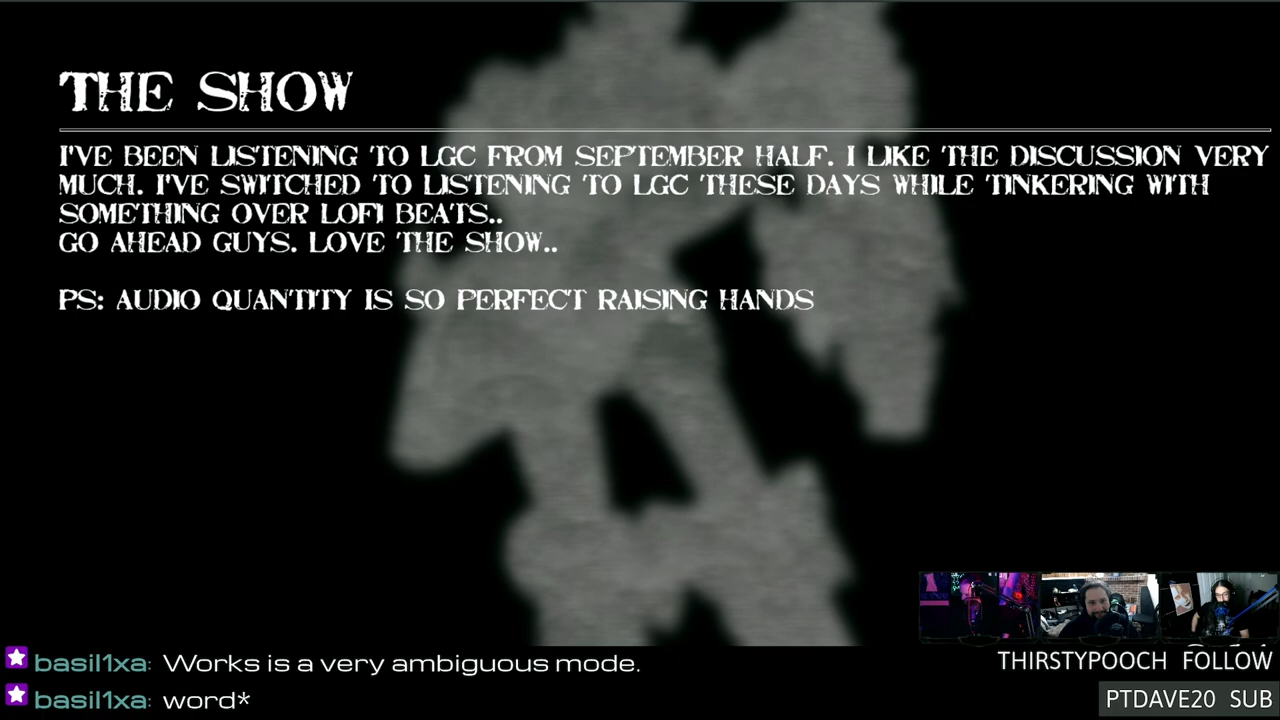 THE SHOW
I'VE BEEN LISTENING TO LGC FROM SEPTEMBER HALF. I LIKE THE DISCUSSION VERY
MUCH. I'VE SWITCHED TO LISTENING TO LGC THESE DAYS WHILE TINKERING WITH
SOMETHING OVER LOFI BEATS..
GO AHEAD GUYS. LOVE THE SHOW..
PS: AUDIO QUANTITY IS SO PERFECT RAISING HANDS
basil1xa: Works is a very ambiguous mode.
basil1xa: word*
THIRSTYPOOCH FOLLOW
PTDAVE20 SUB